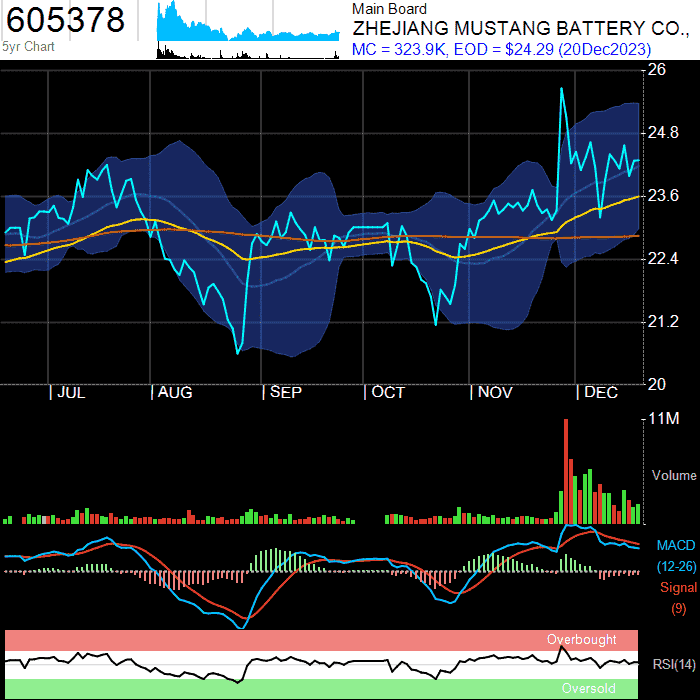 605378
5yr Chart
Main Board
ZHEJIANG MUSTANG BATTERY CO.,
MC = 323.9K, EOD = $24.29 (20Dec2023)
26
24.8
23.6
22.4
21.2
20
| JUL | AUG | SEP | OCT | NOV | DEC
11M
Volume
MACD
(12-26)
Signal
(9)
Overbought
RSI(14)
Oversold